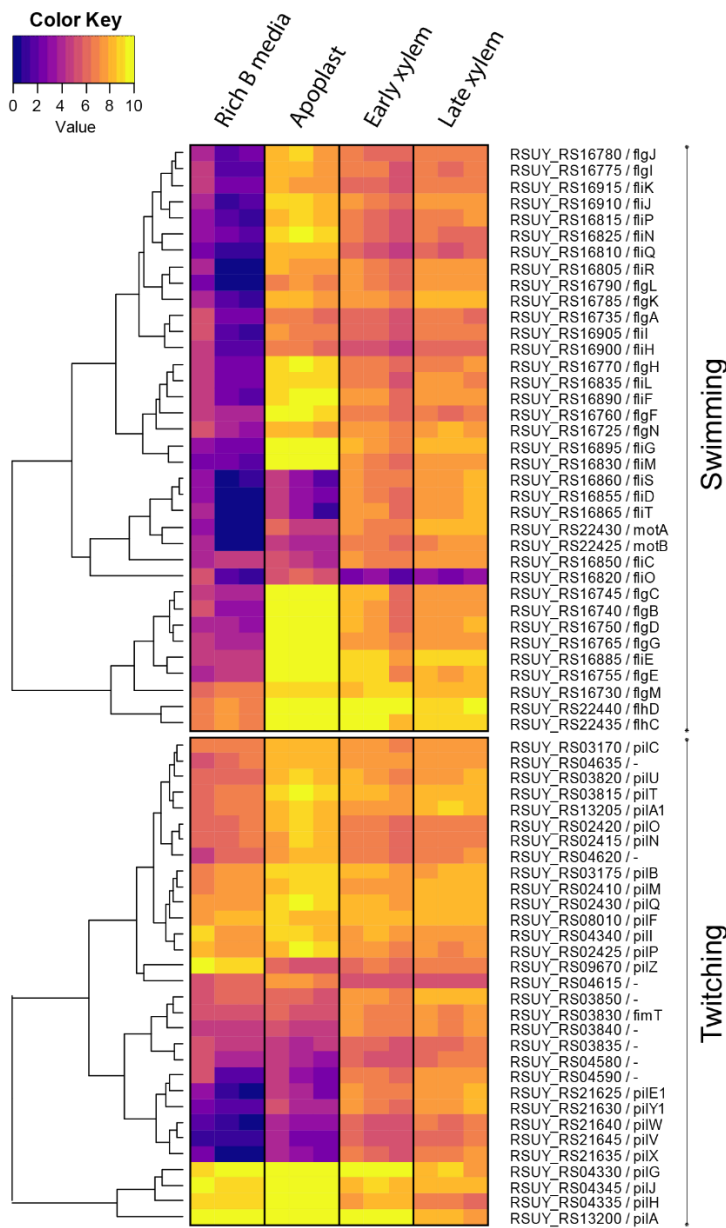 Color Key
0 2 4 6 8 10
Value
Rich B media
Apoplast
Early xylem
Late xylem
RSUY_RS16780 / flgJ
RSUY_RS16775 / flgI
RSUY_RS16915 / fliK
RSUY_RS16910 / fliJ
RSUY_RS16815 / fliP
RSUY_RS16825 / fliN
RSUY_RS16810 / fliQ
RSUY_RS16805 / fliR
RSUY_RS16790 / flgL
RSUY_RS16785 / flgK
RSUY_RS16735 / flgA
RSUY_RS16905 / fliI
RSUY_RS16900 / fliH
RSUY_RS16770 / flgH
RSUY_RS16835 / fliL
RSUY_RS16890 / fliF
RSUY_RS16760 / flgF
RSUY_RS16725 / flgN
RSUY_RS16895 / fliG
RSUY_RS16830 / fliM
RSUY_RS16860 / fliS
RSUY_RS16855 / fliD
RSUY_RS16865 / fliT
RSUY_RS22430 / motA
RSUY_RS22425 / motB
RSUY_RS16850 / fliC
RSUY_RS16820 / fliO
RSUY_RS16745 / flgC
RSUY_RS16740 / flgB
RSUY_RS16750 / flgD
RSUY_RS16765 / flgG
RSUY_RS16885 / fliE
RSUY_RS16755 / flgE
RSUY_RS16730 / flgM
RSUY_RS22440 / flhD
RSUY_RS22435 / flhC
Swimming
RSUY_RS03170 / pilC
RSUY_RS04635 / -
RSUY_RS03820 / pilU
RSUY_RS03815 / pilT
RSUY_RS13205 / pilA1
RSUY_RS02420 / pilO
RSUY_RS02415 / pilN
RSUY_RS04620 / -
RSUY_RS03175 / pilB
RSUY_RS02410 / pilM
RSUY_RS02430 / pilQ
RSUY_RS08010 / pilF
RSUY_RS04340 / pilI
RSUY_RS02425 / pilP
RSUY_RS09670 / pilZ
RSUY_RS04615 / -
RSUY_RS03850 / -
RSUY_RS03830 / fimT
RSUY_RS03840 / -
RSUY_RS03835 / -
RSUY_RS04580 / -
RSUY_RS04590 / -
RSUY_RS21625 / pilE1
RSUY_RS21630 / pilY1
RSUY_RS21640 / pilW
RSUY_RS21645 / pilV
RSUY_RS21635 / pilX
RSUY_RS04330 / pilG
RSUY_RS04345 / pilJ
RSUY_RS04335 / pilH
RSUY_RS13200 / pilA
Twitching